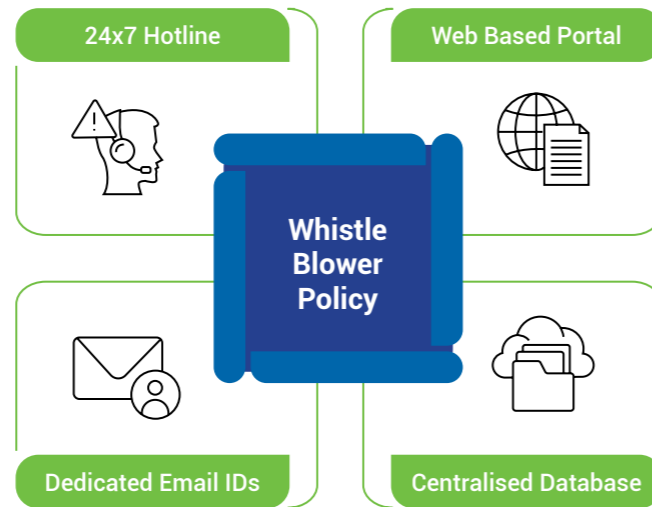 24x7 Hotline
Web Based Portal
Whistle
Blower
Policy
Dedicated Email IDs
Centralised Database